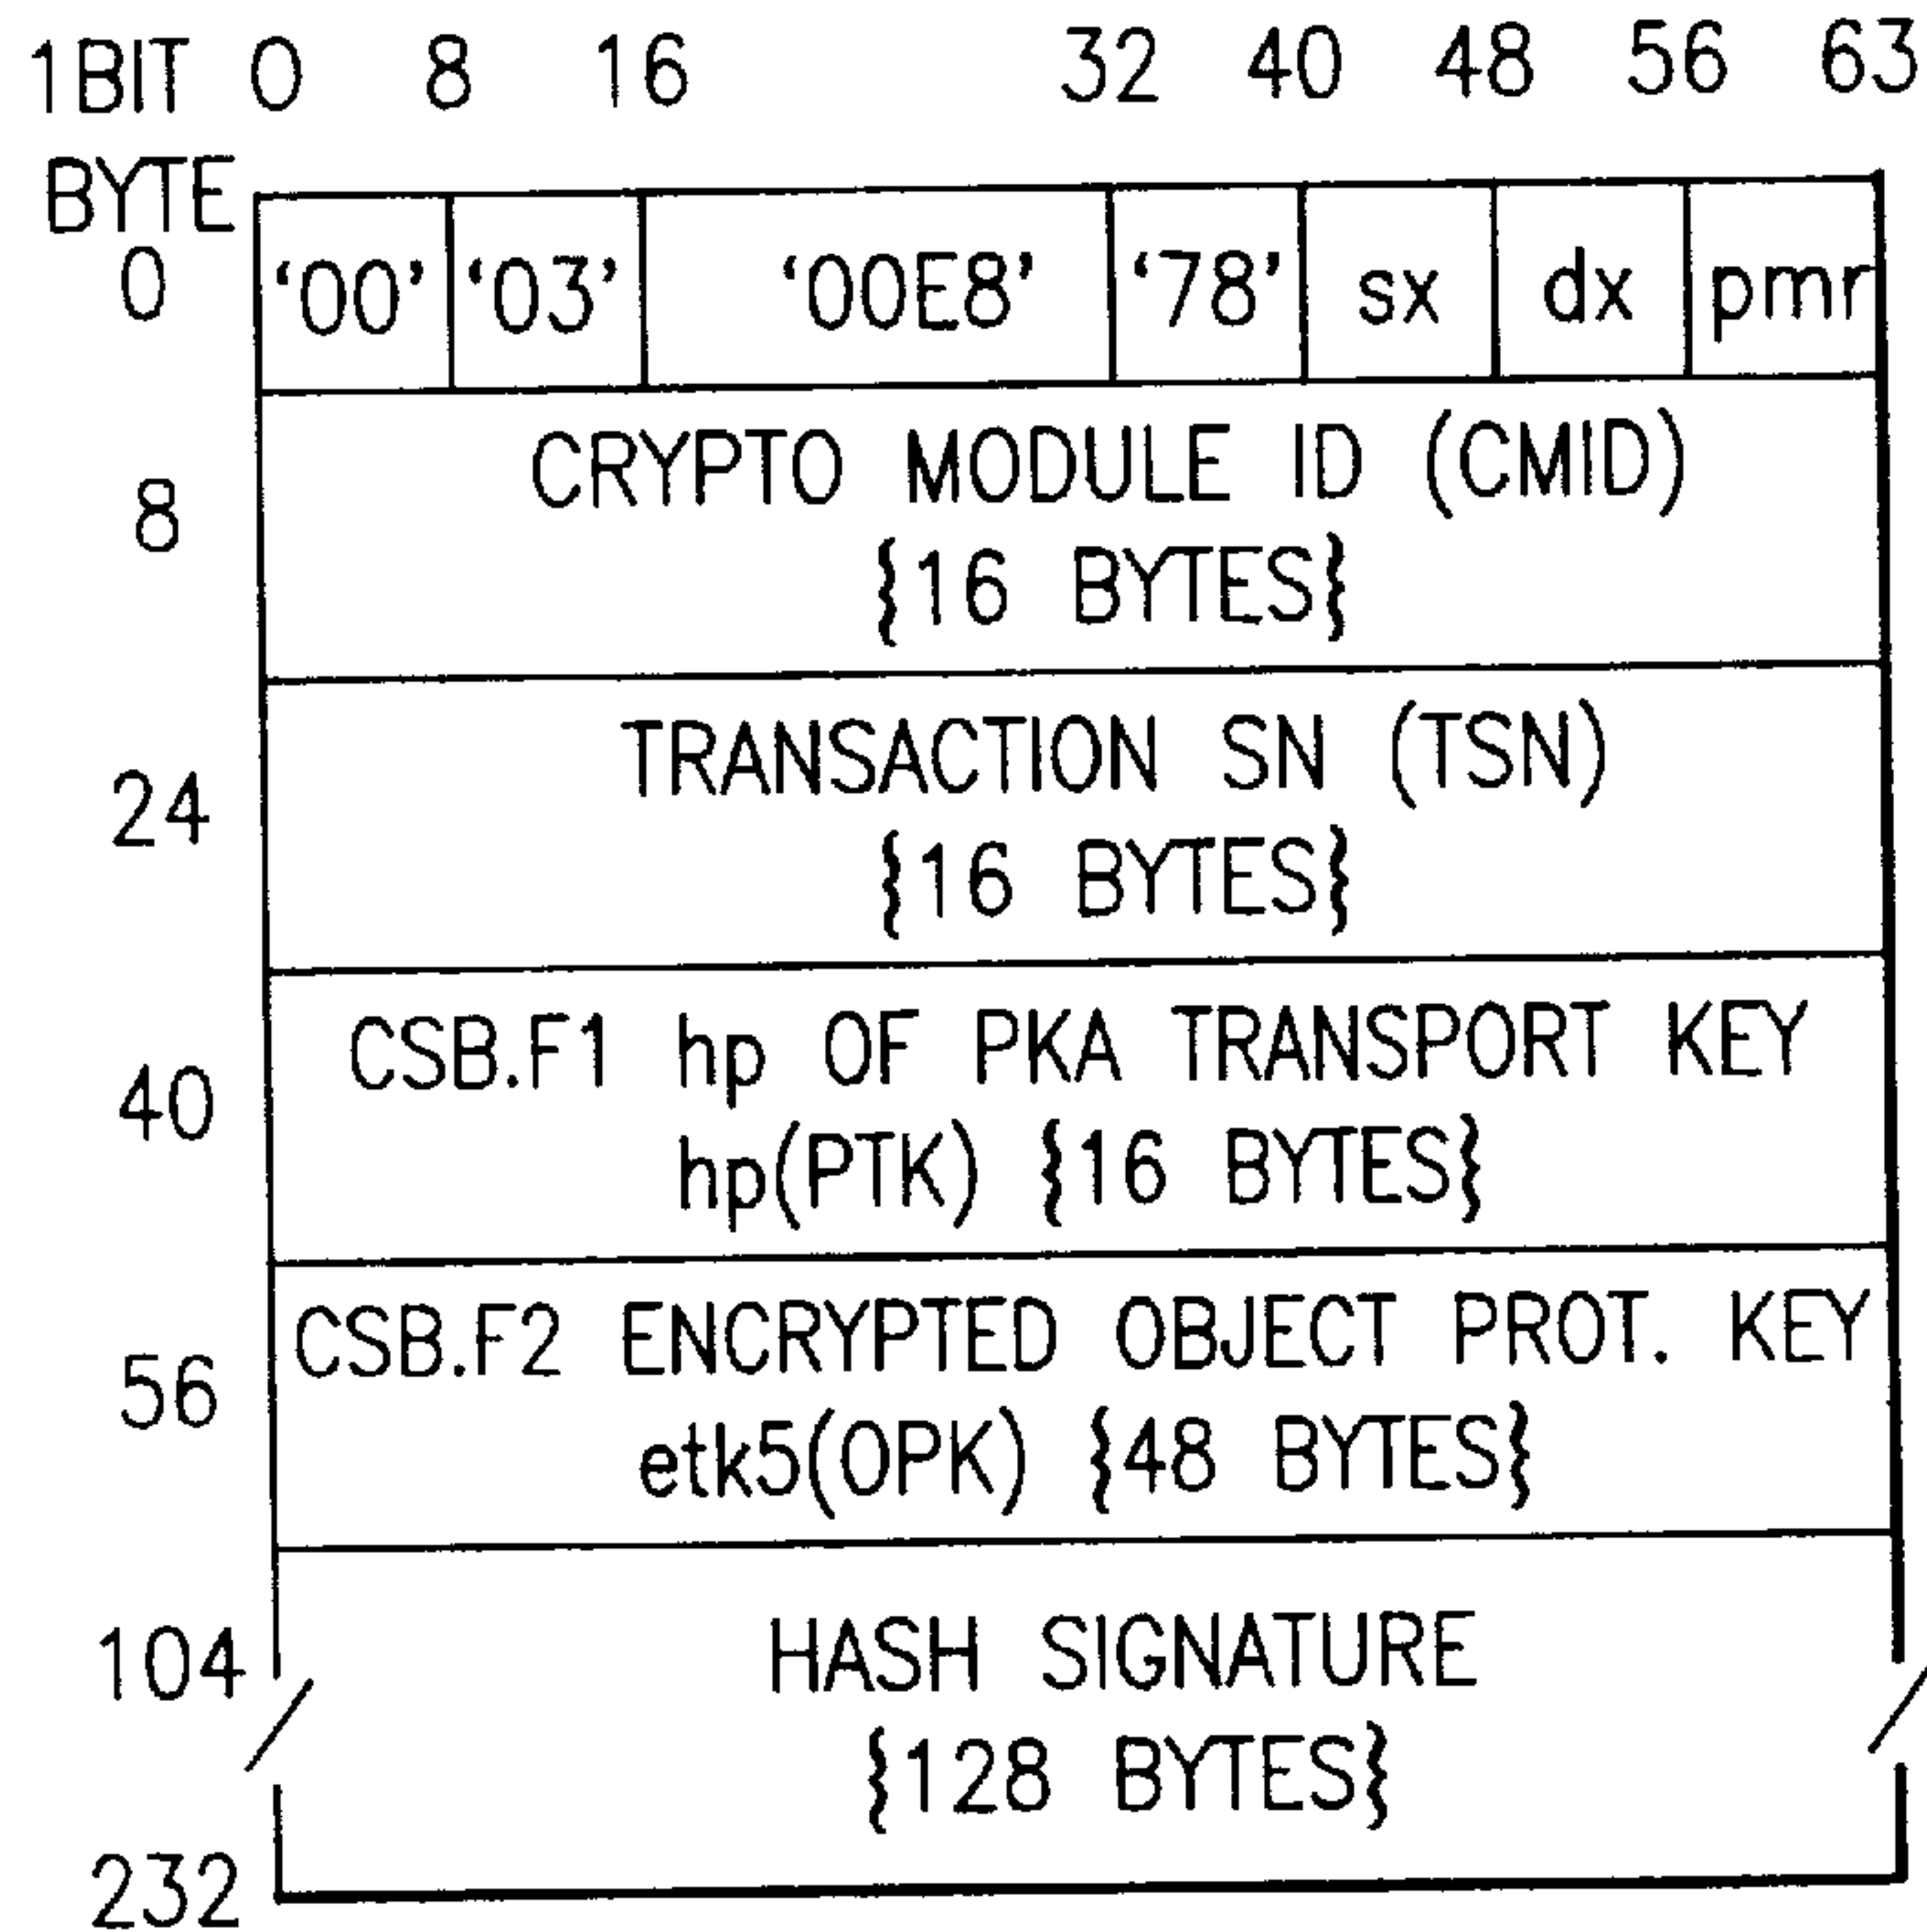 1BIT 0 8 16 32 40 48 56 63
BYTE
0 '00' '03' '00E8' '78' sx dx pmr
CRYPTO MODULE ID (CMID)
8
{16 BYTES}
TRANSACTION SN (TSN)
24
{16 BYTES}
CSB.F1 hp OF PKA TRANSPORT KEY
40
hp(PTK) {16 BYTES}
CSB.F2 ENCRYPTED OBJECT PROT. KEY
56
etk5(OPK) {48 BYTES}
104 HASH SIGNATURE
{128 BYTES}
232